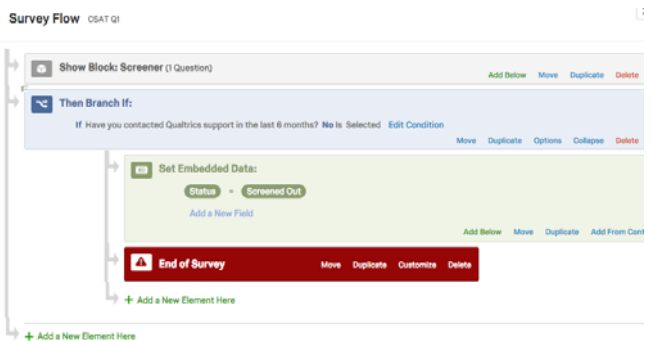 Survey Flow CSAT Q1
Show Block: Screener (1 Question)
Add Below Move Duplicate Delete
Then Branch If:
If Have you contacted Qualtrics support in the last 6 months? No Is Selected Edit Condition
Move Duplicate Options Collapse Delete
Set Embedded Data:
Status = Screened Out
Add a New Field
Add Below Move Duplicate Add From Cont
End of Survey Move Duplicate Customize Delete
+ Add a New Element Here
+ Add a New Element Here